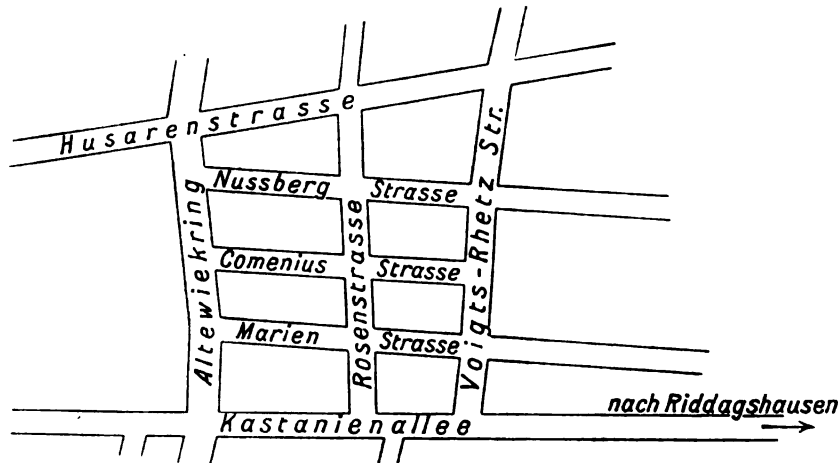 Husarenstrasse
Nussberg Strasse
Comenius Strasse
Marien Strasse
Altewiekring
Rosenstrasse
Voigts-Rhetz Str.
nach Riddagshausen
Kastanienallee